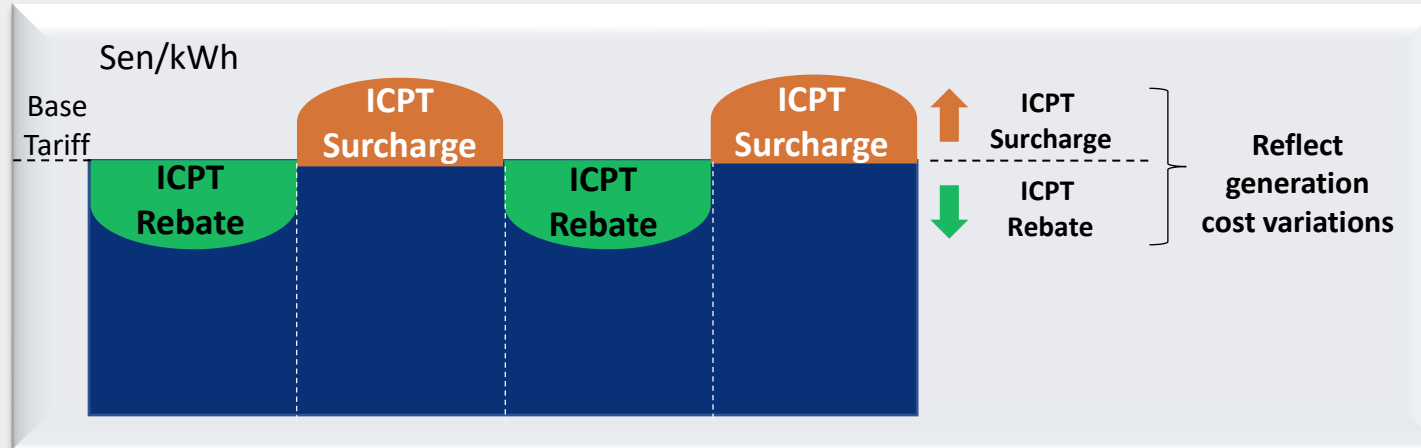 Sen/kWh
Base
Tariff
ICPT
Rebate
ICPT
Surcharge
ICPT
Rebate
ICPT
Surcharge
ICPT
Surcharge
ICPT
Rebate
Reflect
generation
cost variations